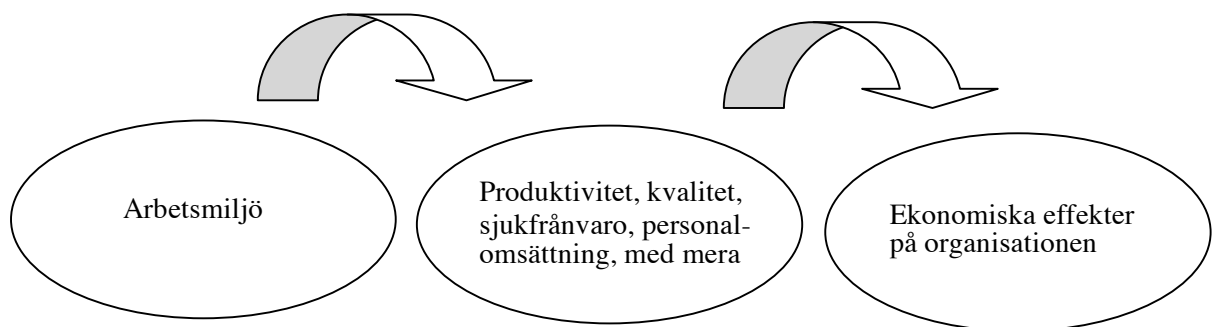 Arbetsmiljö
Produktivitet, kvalitet,
sjukfrånvaro, personal-
omsättning, med mera
Ekonomiska effekter
på organisationen